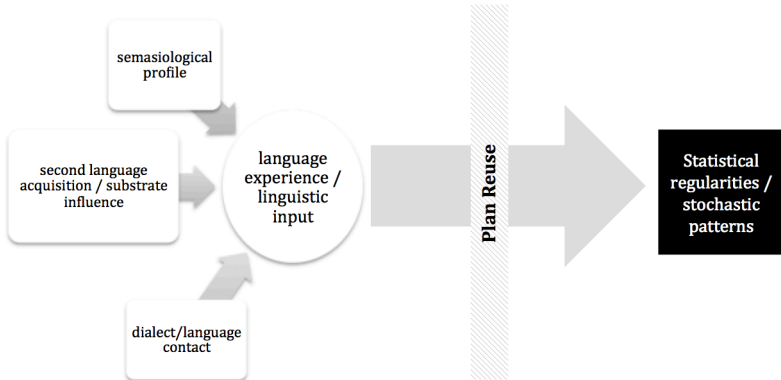 semasiological
profile
second language
acquisition / substrate
influence
dialect/language
contact
language
experience /
linguistic
input
Plan Reuse
Statistical
regularities /
stochastic
patterns